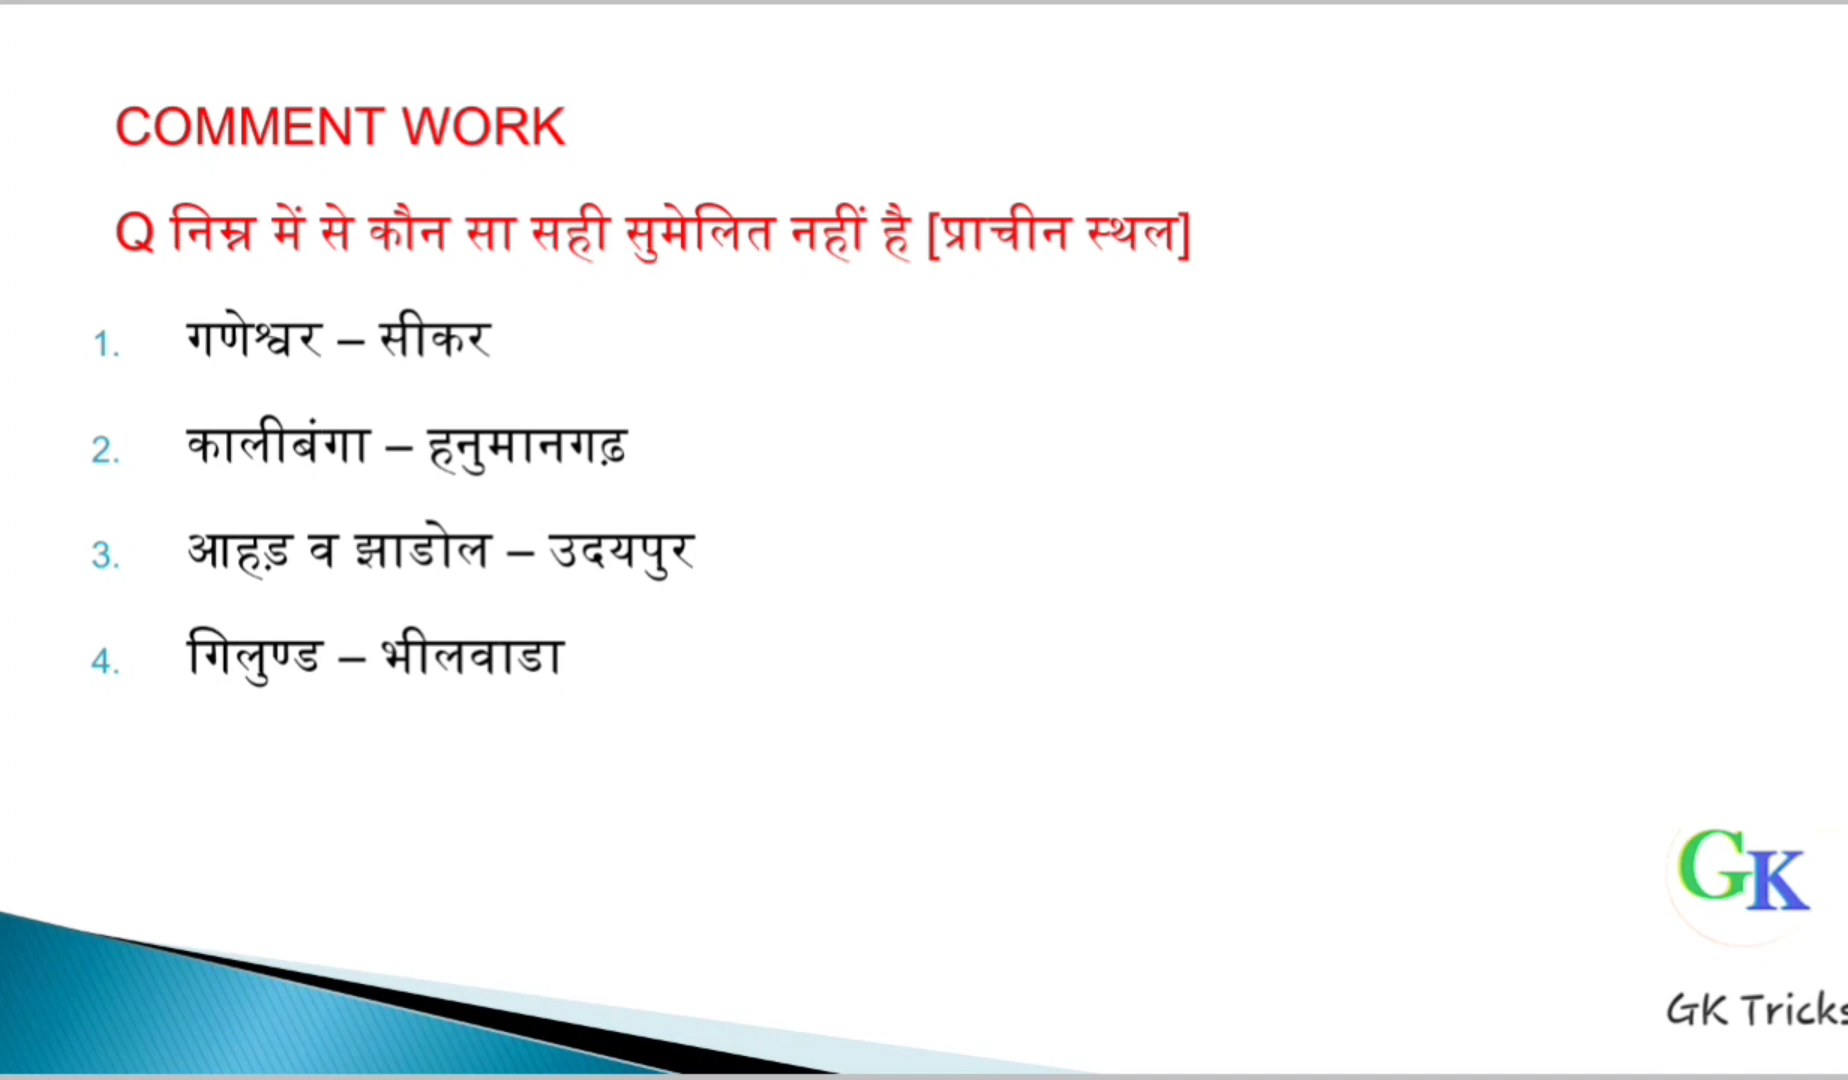 COMMENT WORK
Q निम्न में से कौन सा सही सुमेलित नहीं है [प्राचीन स्थल]
1. गणेश्वर – सीकर
2. कालीबंगा – हनुमानगढ़
3. आहड़ व झाडोल – उदयपुर
4. गिलुण्ड – भीलवाडा
GK
GK Tricks